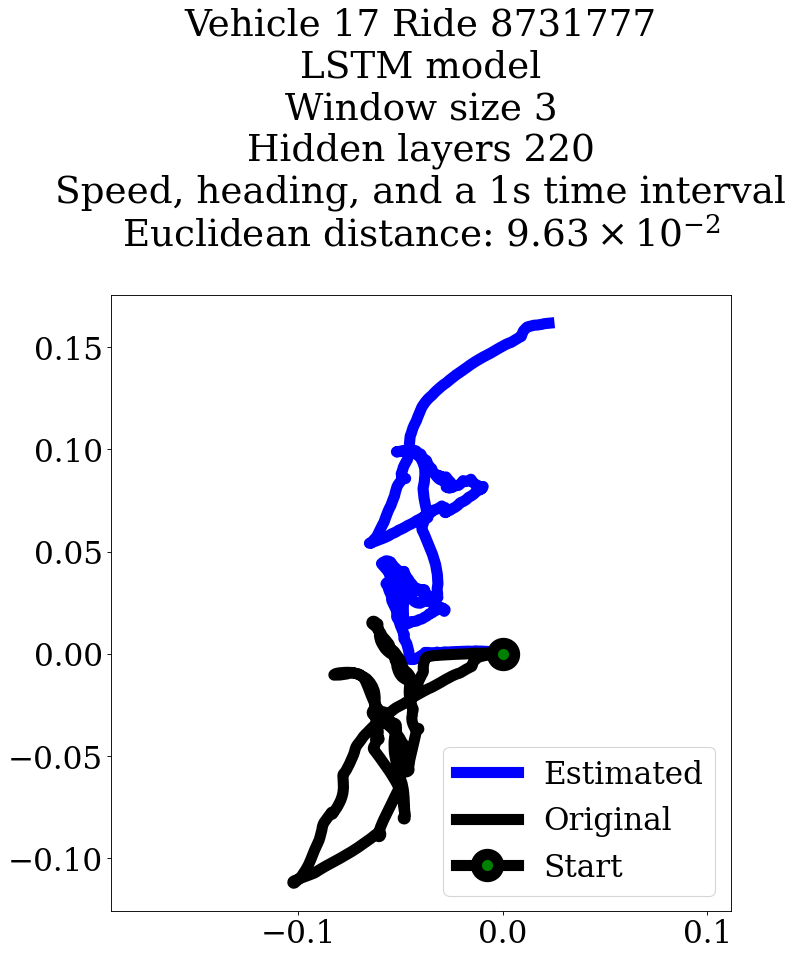 Vehicle 17 Ride 8731777
LSTM model
Window size 3
Hidden layers 220
Speed, heading, and a 1s time interval
Euclidean distance: 9.63 × 10⁻²
0.15
0.10
0.05
0.00
−0.05
−0.10
Estimated
Original
Start
−0.1
0.0
0.1